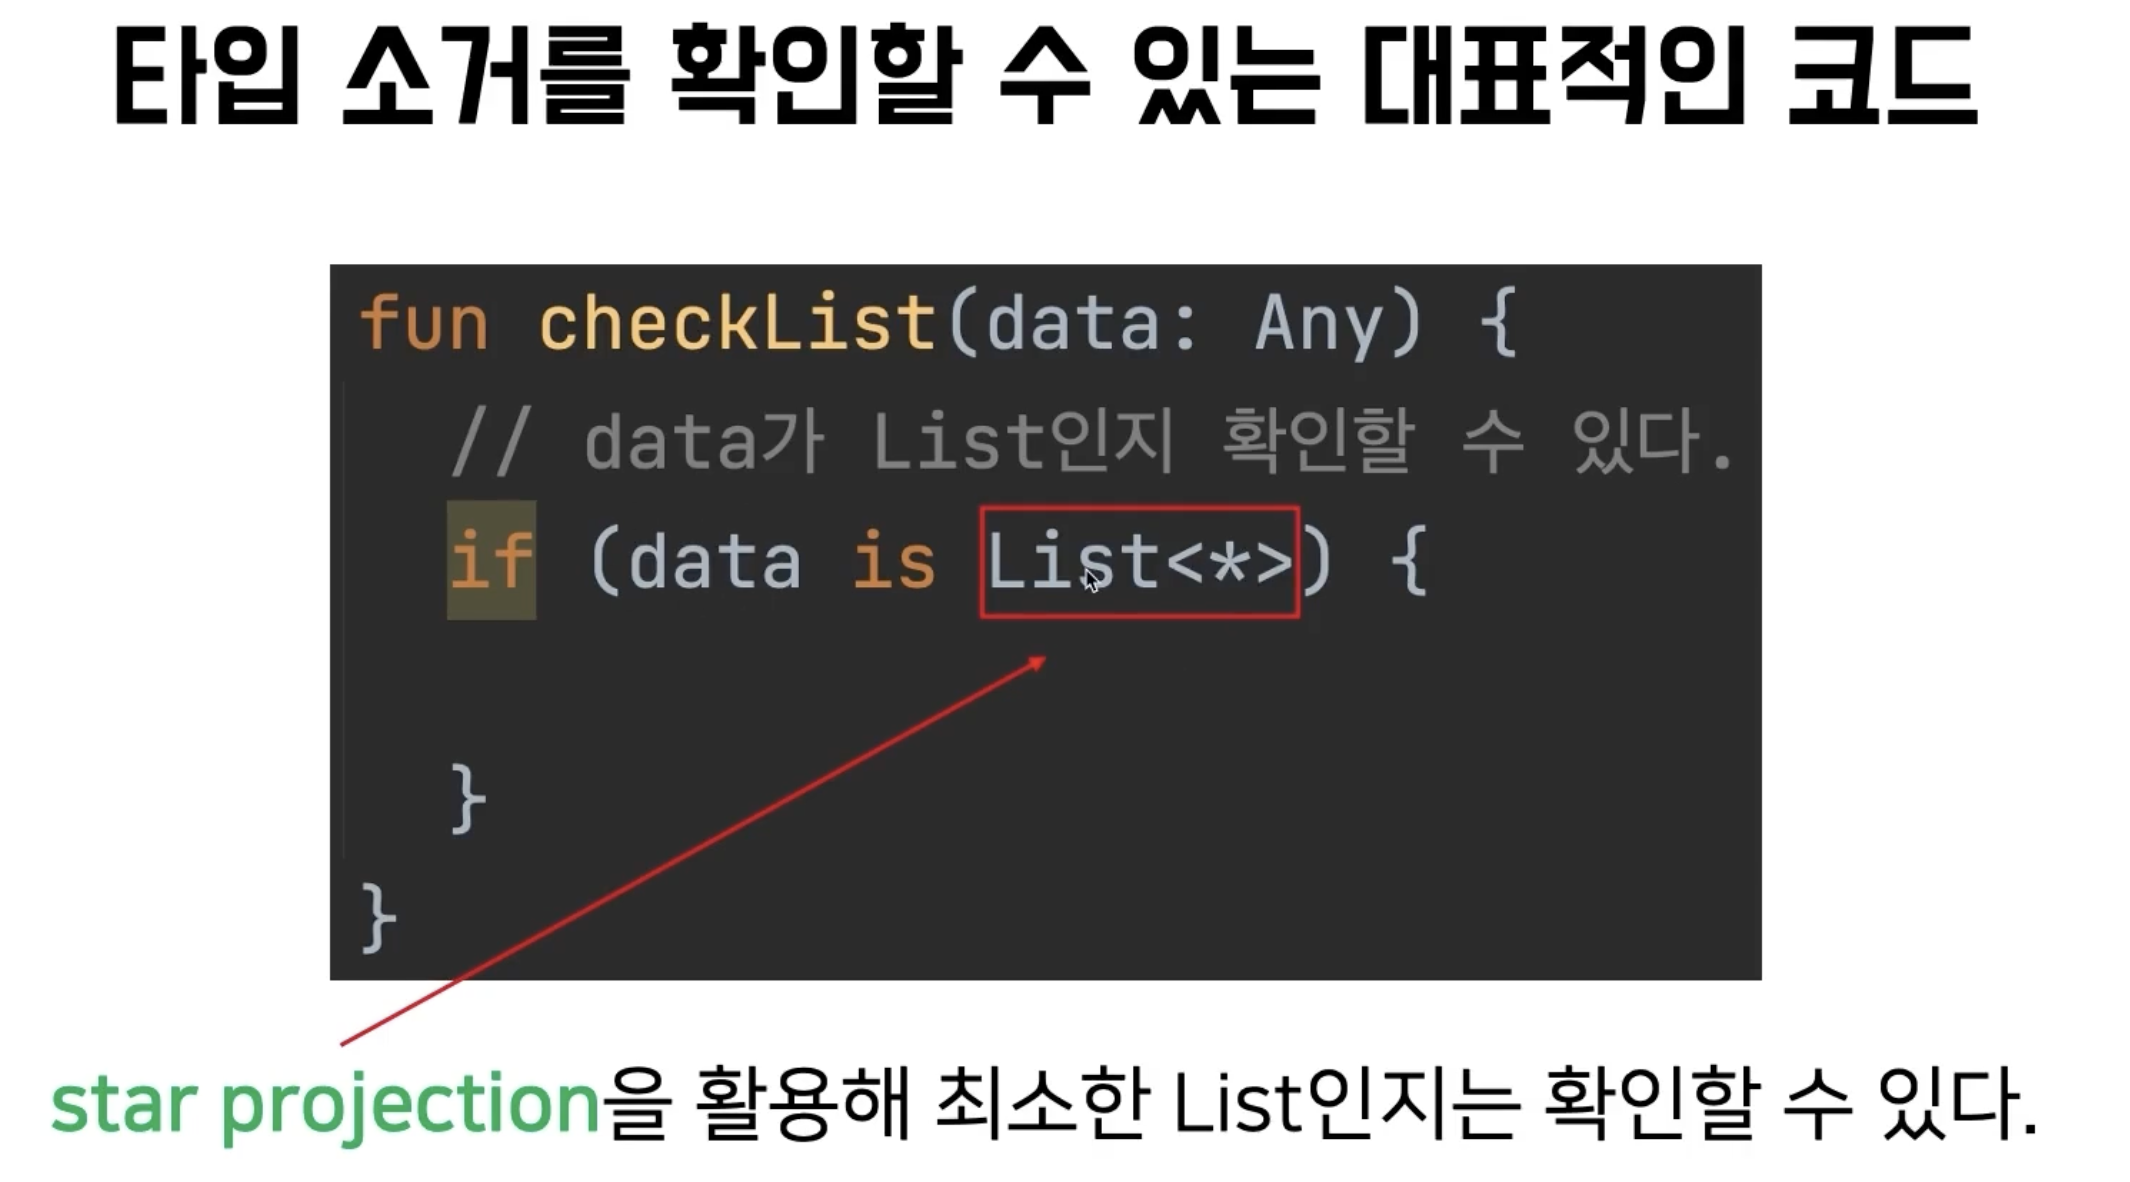 타입 소거를 확인할 수 있는 대표적인 코드
fun checkList(data: Any) {
// data가 List인지 확인할 수 있다.
if (data is List<*>) {
}
}
star projection을 활용해 최소한 List인지는 확인할 수 있다.